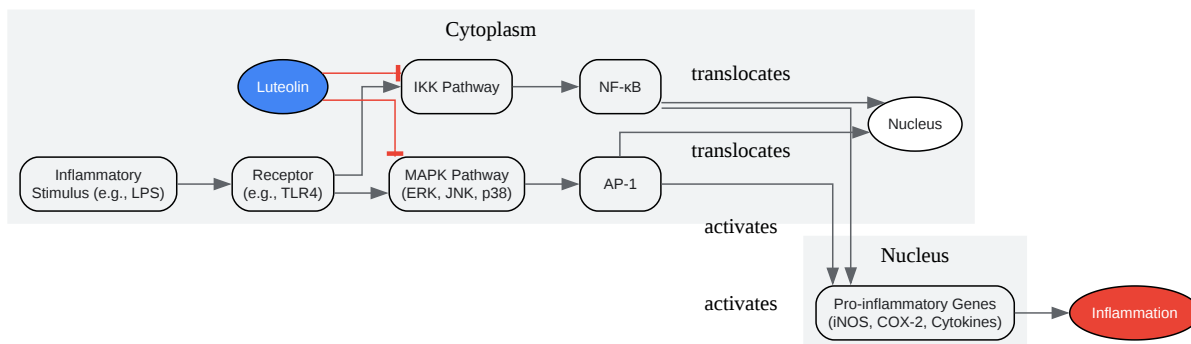 Cytoplasm
Luteolin
IKK Pathway
NF-κB
translocates
Nucleus
Inflammatory
Stimulus (e.g., LPS)
Receptor
(e.g., TLR4)
MAPK Pathway
(ERK, JNK, p38)
AP-1
translocates
activates
Nucleus
activates
Pro-inflammatory Genes
(iNOS, COX-2, Cytokines)
Inflammation